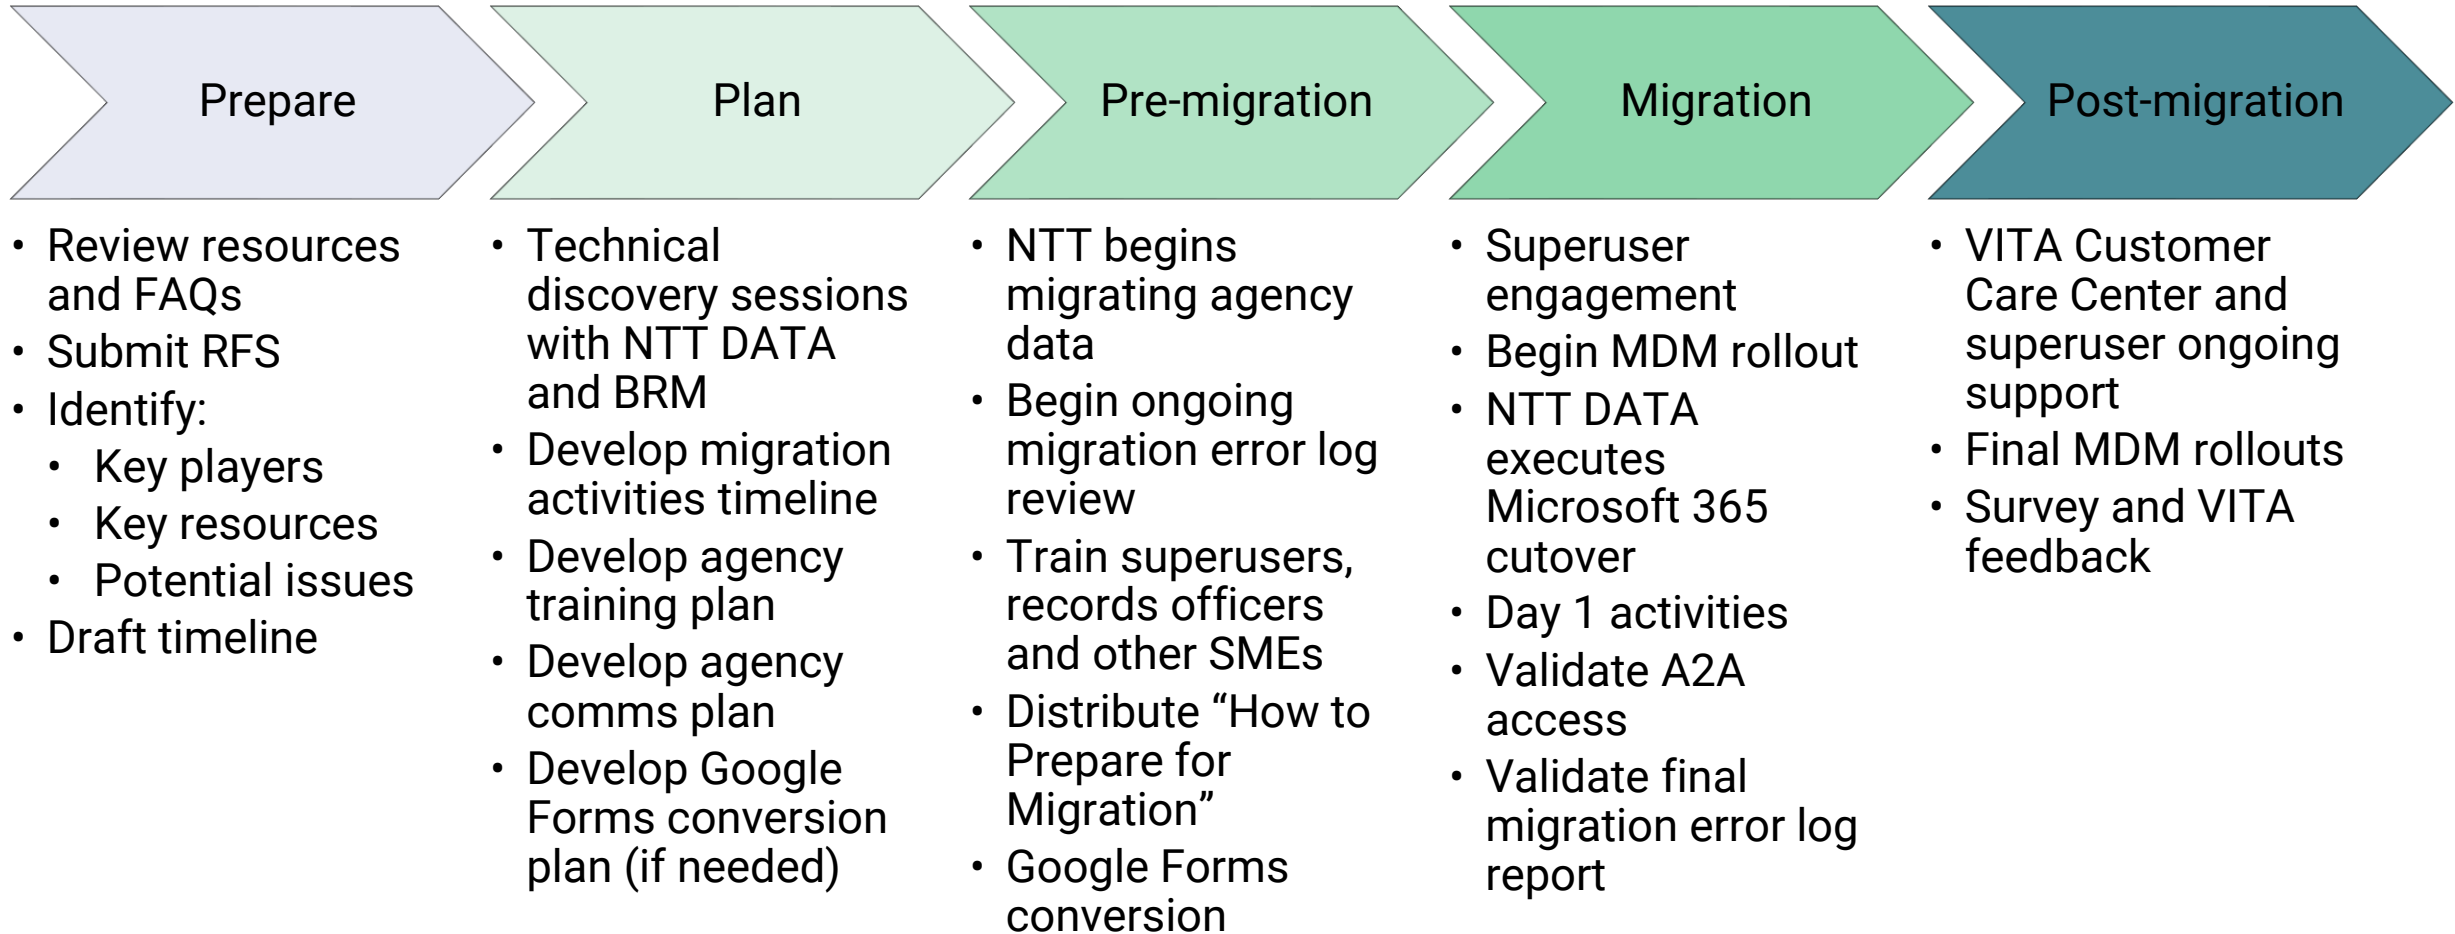 Prepare
• Review resources
and FAQs
• Submit RFS
• Identify:
• Key players
• Key resources
• Potential issues
• Draft timeline
Plan
• Technical
discovery sessions
with NTT DATA
and BRM
• Develop migration
activities timeline
• Develop agency
training plan
• Develop agency
comms plan
• Develop Google
Forms conversion
plan (if needed)
Pre-migration
• NTT begins
migrating agency
data
• Begin ongoing
migration error log
review
• Train superusers,
records officers
and other SMEs
• Distribute “How to
Prepare for
Migration”
• Google Forms
conversion
Migration
• Superuser
engagement
• Begin MDM rollout
• NTT DATA
executes
Microsoft 365
cutover
• Day 1 activities
• Validate A2A
access
• Validate final
migration error log
report
Post-migration
• VITA Customer
Care Center and
superuser ongoing
support
• Final MDM rollouts
• Survey and VITA
feedback